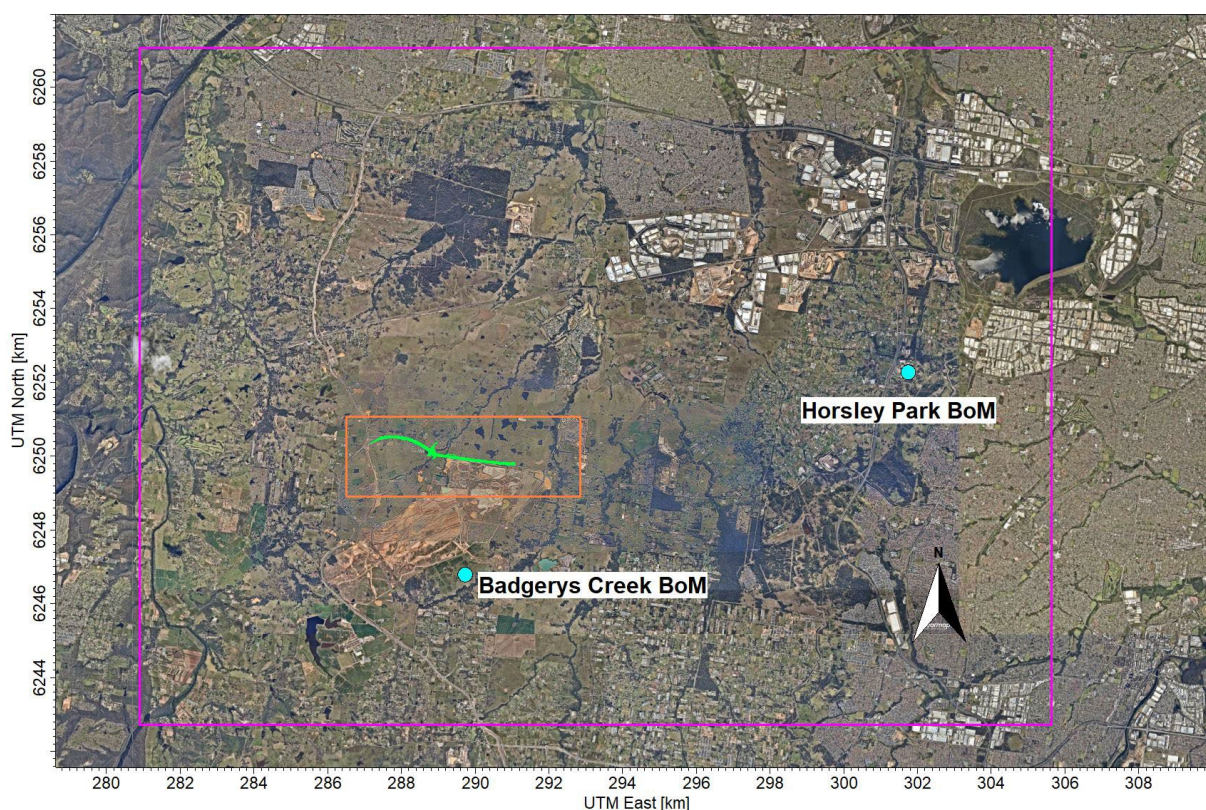 6260
6258
6256
6254
6252
6250
6248
6246
6244
UTM North [km]
Horsley Park BoM
Badgerys Creek BoM
N
280 282 284 286 288 290 292 294 296 298 300 302 304 306 308
UTM East [km]